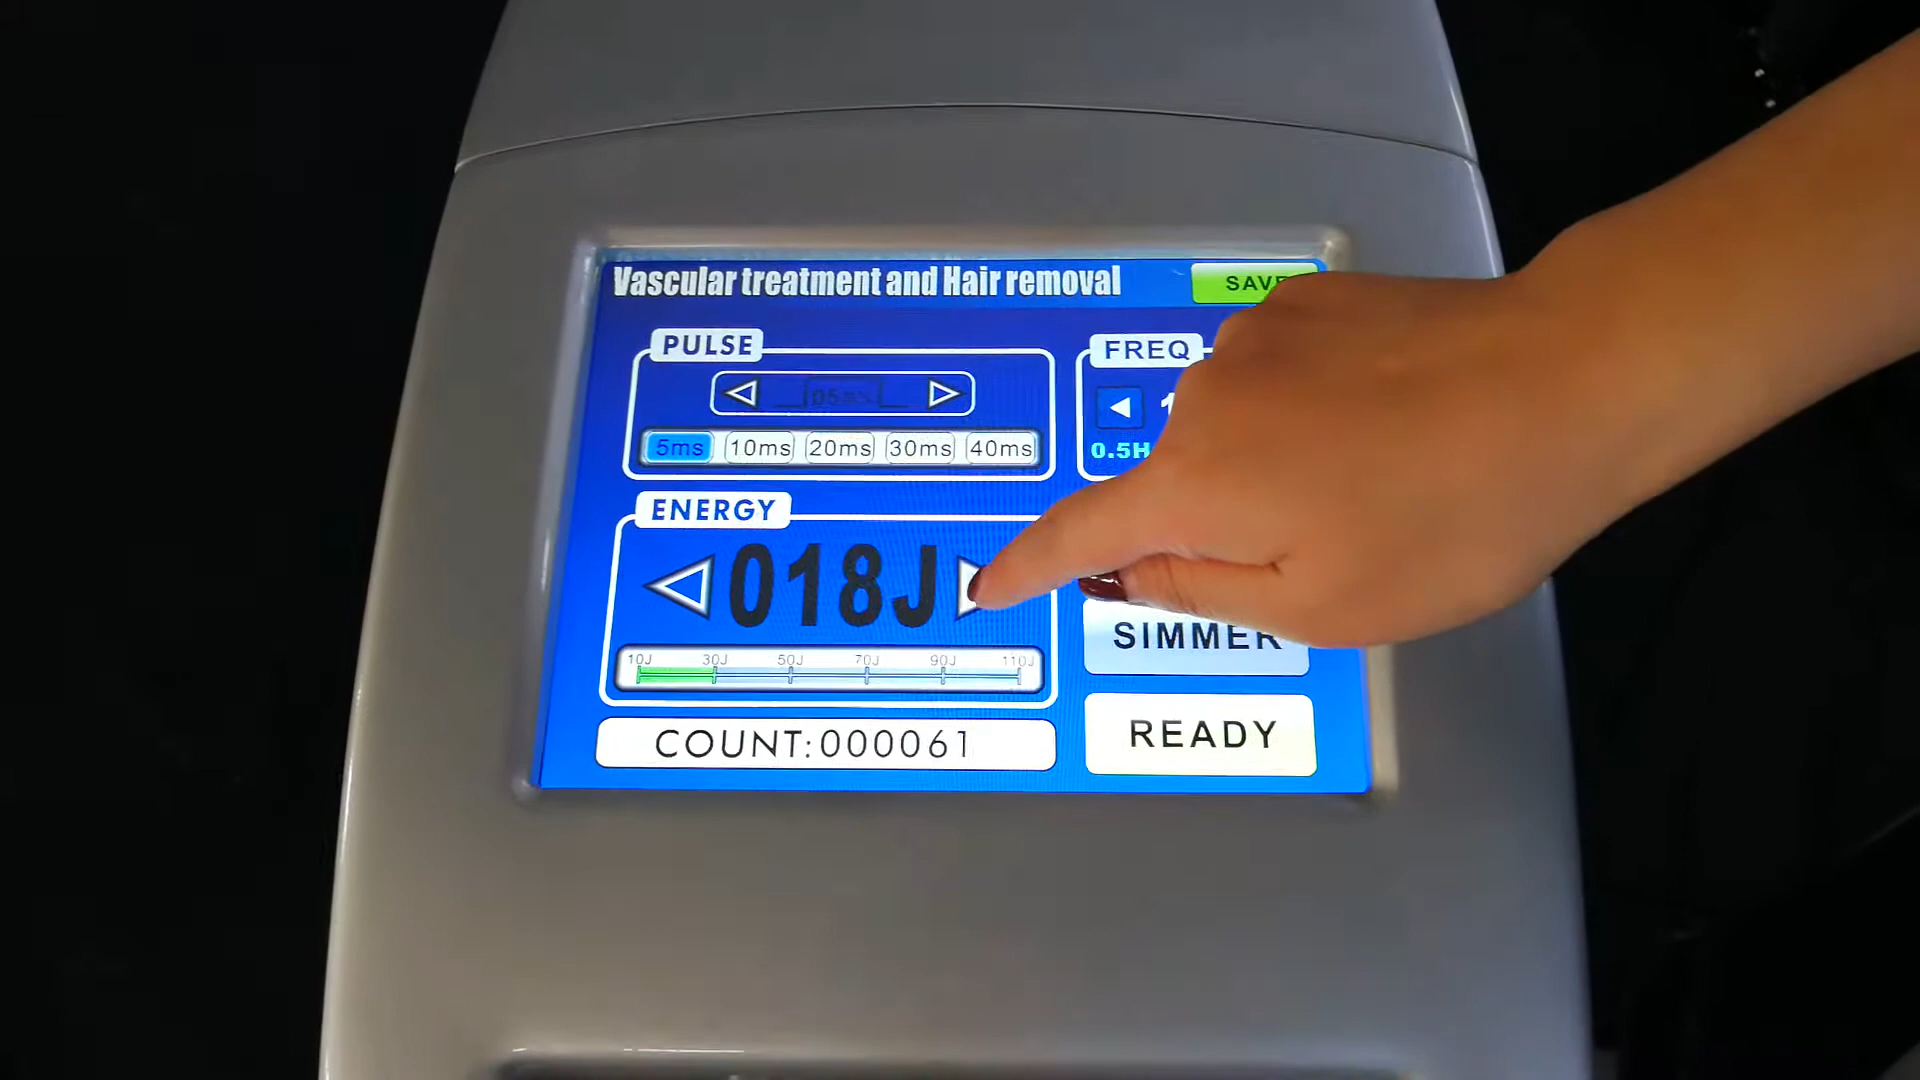 Vascular treatment and Hair removal
SAVE
PULSE
05ms
5ms 10ms 20ms 30ms 40ms
FREQ
0.5H
ENERGY
018J
10J 30J 50J 70J 90J 110J
SIMMER
READY
COUNT:000061